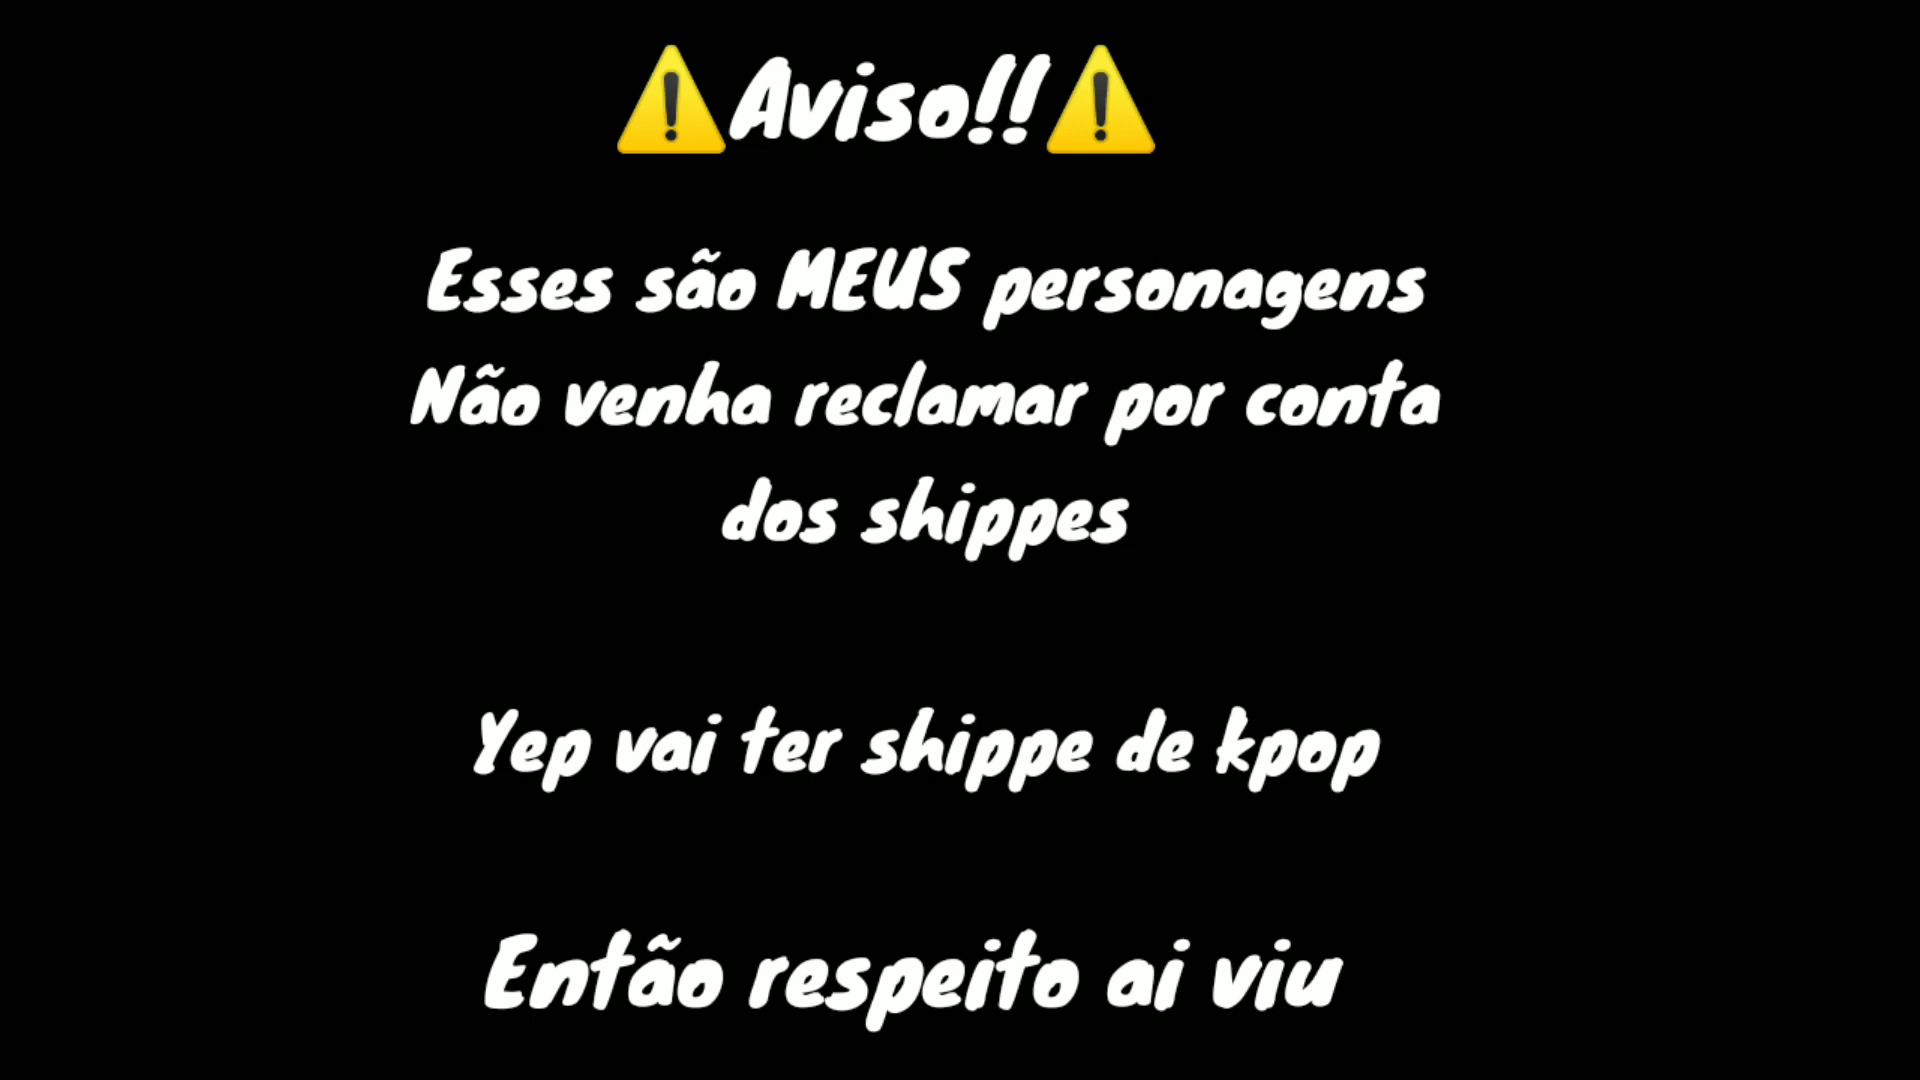 ⚠️Aviso!!⚠️
Esses são MEUS personagens
Não venha reclamar por conta
dos shippes
Yep vai ter shippe de kpop
Então respeito ai viu